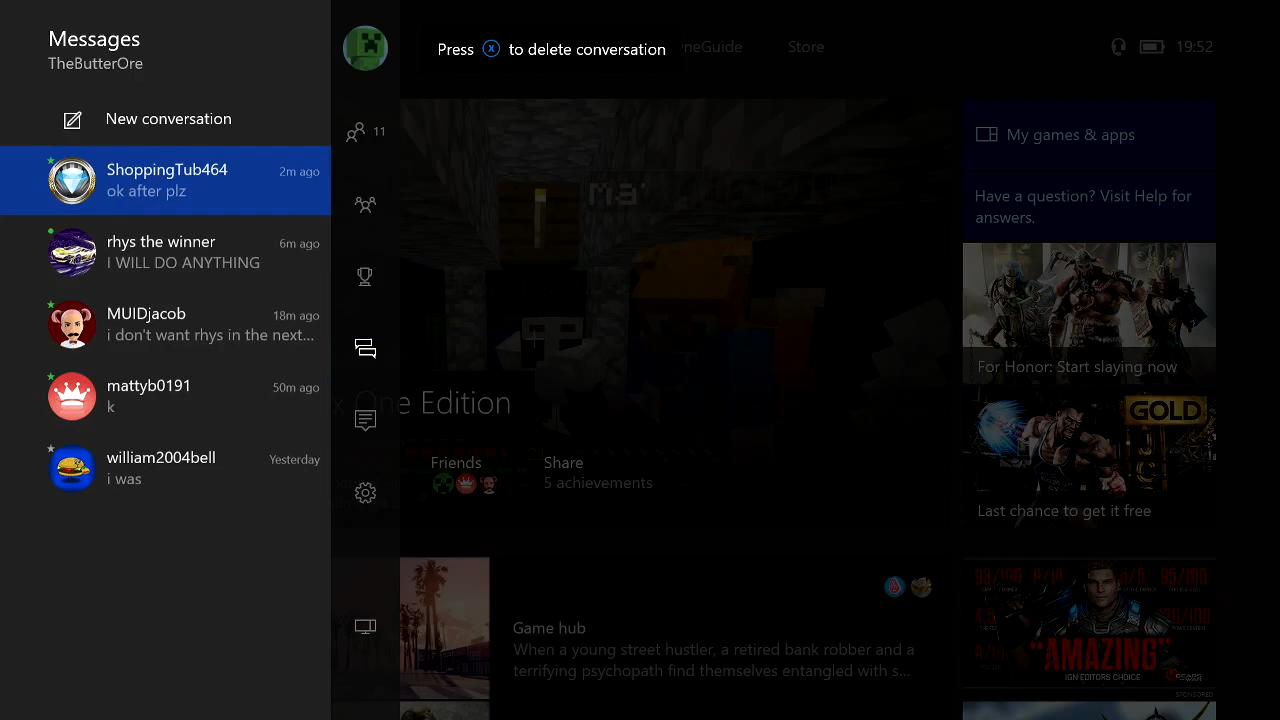 Messages
TheButterOre
New conversation
ShoppingTub464
2m ago
ok after plz
rhys the winner
6m ago
I WILL DO ANYTHING
MUIDjacob
18m ago
i don't want rhys in the next...
mattyb0191
50m ago
k
william2004bell
Yesterday
i was
11
Press X to delete conversation
neGuide
Store
19:52
My games & apps
Have a question? Visit Help for
answers.
For Honor: Start slaying now
GOLD
Last chance to get it free
x One Edition
Friends
Share
5 achievements
Game hub
When a young street hustler, a retired bank robber and a
terrifying psychopath find themselves entangled with s...
"AMAZING"
IGN EDITORS CHOICE
GEARS OF WAR
SPONSORED